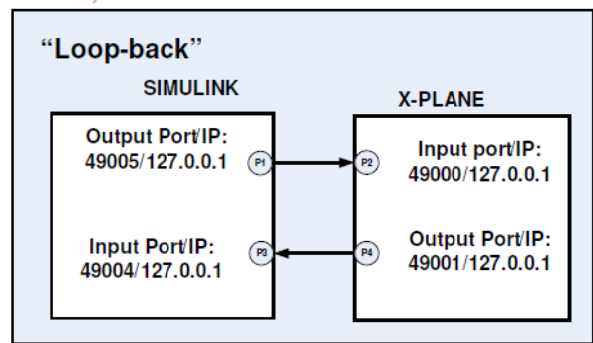 “Loop-back”
SIMULINK
X-PLANE
Output Port/IP:
49005/127.0.0.1
P1
P2
Input port/IP:
49000/127.0.0.1
Input Port/IP:
49004/127.0.0.1
P3
P4
Output Port/IP:
49001/127.0.0.1